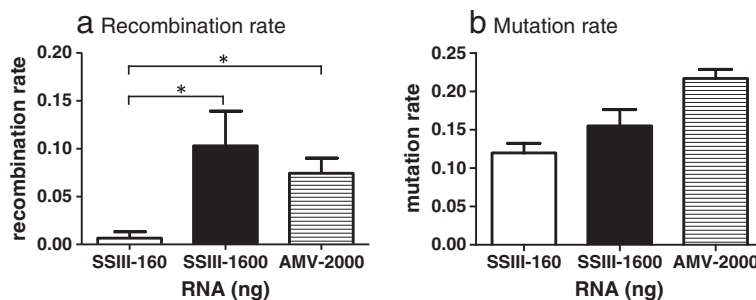 a Recombination rate
recombination rate
0.20
0.15
0.10
0.05
0.00
*
*
SSIII-160 SSIII-1600 AMV-2000
RNA (ng)
b Mutation rate
mutation rate
0.25
0.20
0.15
0.10
0.05
0.00
SSIII-160 SSIII-1600 AMV-2000
RNA (ng)